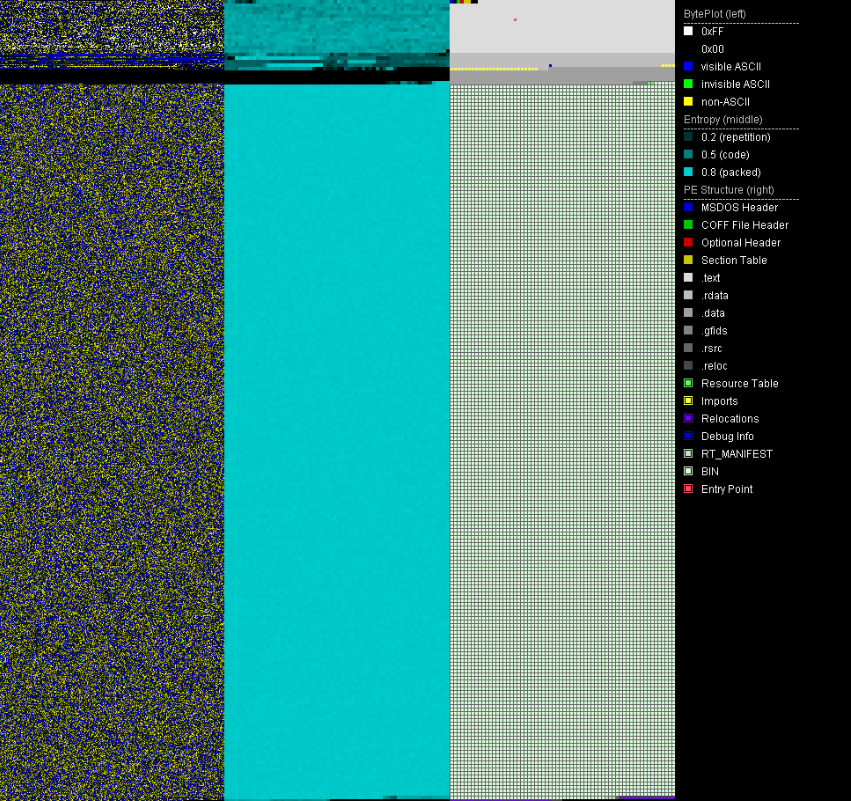 BytePlot (left)
0xFF
0x00
visible ASCII
invisible ASCII
non-ASCII
Entropy (middle)
0.2 (repetition)
0.5 (code)
0.8 (packed)
PE Structure (right)
MSDOS Header
COFF File Header
Optional Header
Section Table
.text
.rdata
.data
.gfids
.rsrc
.reloc
Resource Table
Imports
Relocations
Debug Info
RT_MANIFEST
BIN
Entry Point